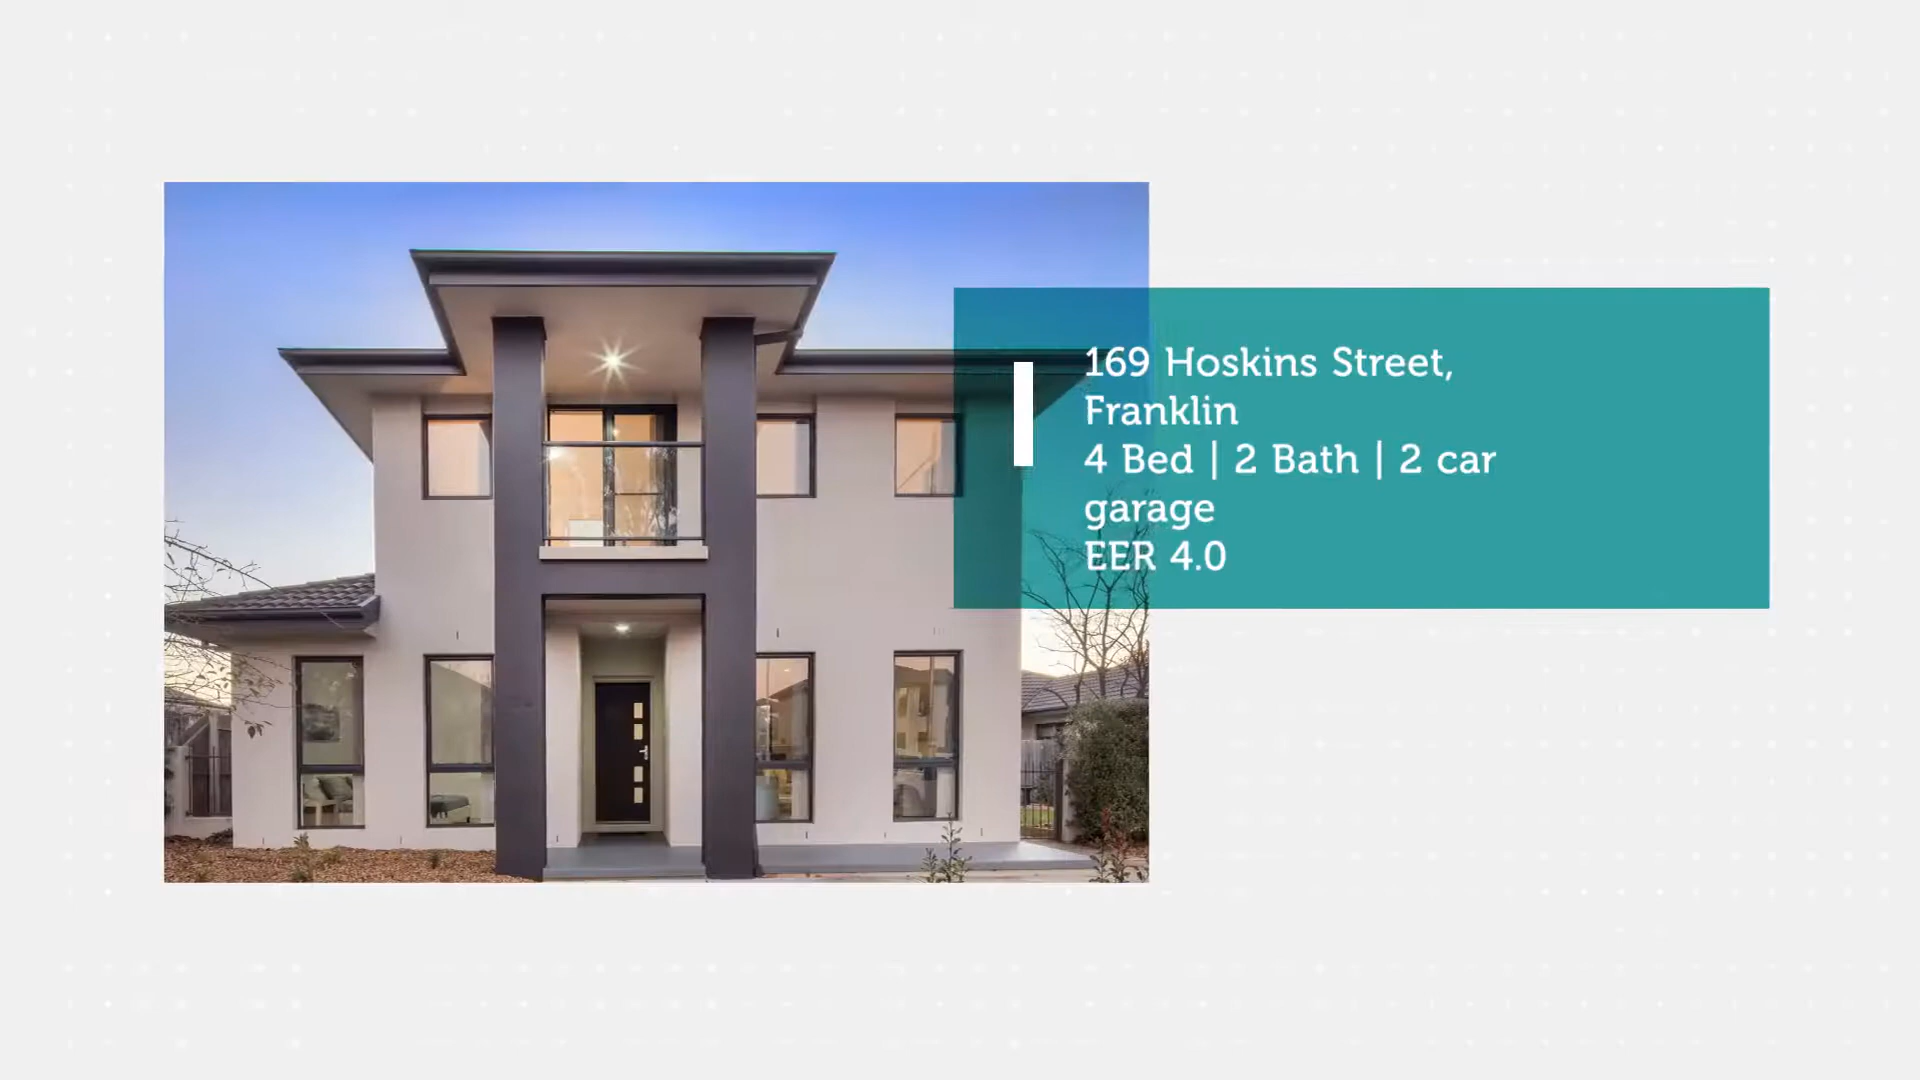 169 Hoskins Street,
Franklin
4 Bed | 2 Bath | 2 car
garage
EER 4.0